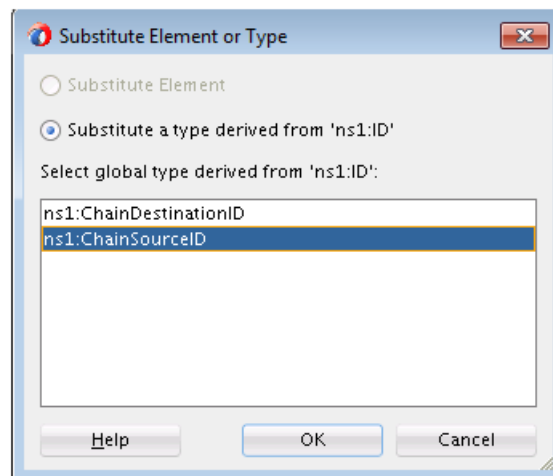 Substitute Element or Type
Substitute Element
Substitute a type derived from 'ns1:ID'
Select global type derived from 'ns1:ID':
ns1:ChainDestinationID
ns1:ChainSourceID
Help
OK
Cancel